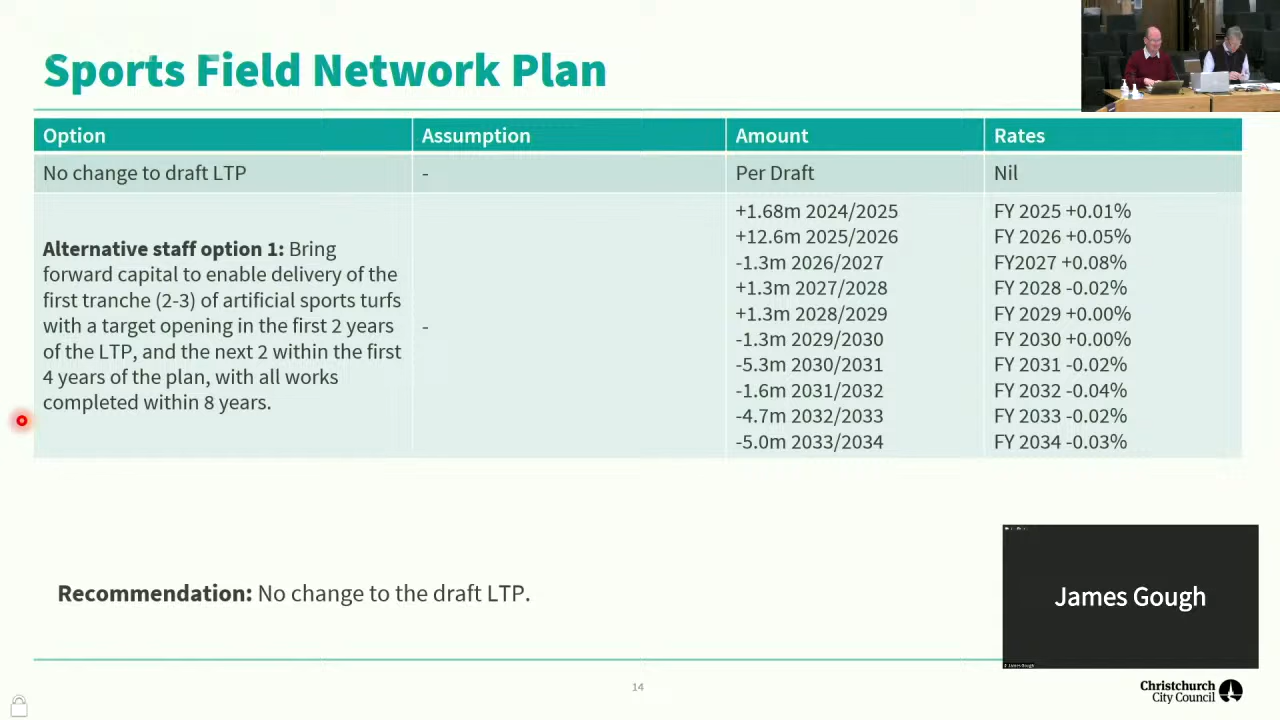 Sports Field Network Plan
Option
Assumption
Amount
Rates
No change to draft LTP
-
Per Draft
Nil
Alternative staff option 1: Bring
forward capital to enable delivery of the
first tranche (2-3) of artificial sports turfs
with a target opening in the first 2 years
of the LTP, and the next 2 within the first
4 years of the plan, with all works
completed within 8 years.
-
+1.68m 2024/2025
+12.6m 2025/2026
-1.3m 2026/2027
+1.3m 2027/2028
+1.3m 2028/2029
-1.3m 2029/2030
-5.3m 2030/2031
-1.6m 2031/2032
-4.7m 2032/2033
-5.0m 2033/2034
FY 2025 +0.01%
FY 2026 +0.05%
FY2027 +0.08%
FY 2028 -0.02%
FY 2029 +0.00%
FY 2030 +0.00%
FY 2031 -0.02%
FY 2032 -0.04%
FY 2033 -0.02%
FY 2034 -0.03%
Recommendation: No change to the draft LTP.
James Gough
James Gough
14
Christchurch
City Council